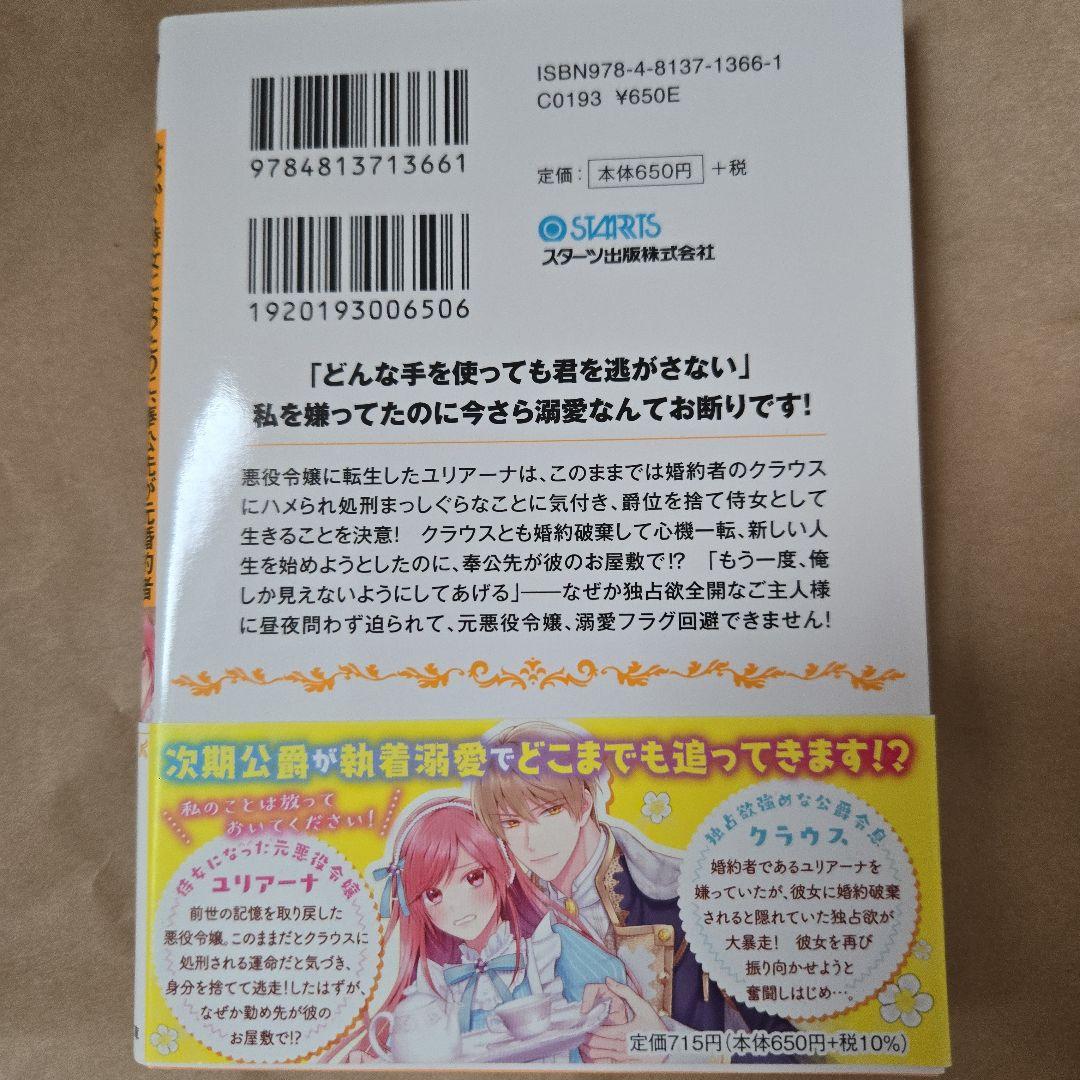 ISBN978-4-8137-1366-1
C0193 ¥650E
9784813713661
定価: 本体650円 +税
STARTS
スターツ出版株式会社
1920193006506
「どんな手を使っても君を逃がさない」
私を嫌ってたのに今さら溺愛なんてお断りです!
悪役令嬢に転生したユリアーナは、このままでは婚約者のクラウス
にハメられ処刑まっしぐらなことに気付き、爵位を捨て侍女として
生きることを決意! クラウスとも婚約破棄して心機一転、新しい人
生を始めようとしたのに、奉公先が彼のお屋敷で!? 「もう一度、俺
しか見えないようにしてあげる」──なぜか独占欲全開なご主人様
に昼夜問わず迫られて、元悪役令嬢、溺愛フラグ回避できません!
奉公先が元婚約者
次期公爵が執着溺愛でどこまでも追ってきます!?
私のことは放って
おいてください!
侍女になった元悪役令嬢
ユリアーナ
前世の記憶を取り戻した
悪役令嬢。このままだとクラウスに
処刑される運命だと気づき、
身分を捨てて逃走!したはずが、
なぜか勤め先が彼の
お屋敷で!?
独占欲強めな公爵令息
クラウス
婚約者であるユリアーナを
嫌っていたが、彼女に婚約破棄
されると隠れていた独占欲が
大暴走! 彼女を再び
振り向かせようと
奮闘しはじめ…。
定価715円(本体650円+税10%)